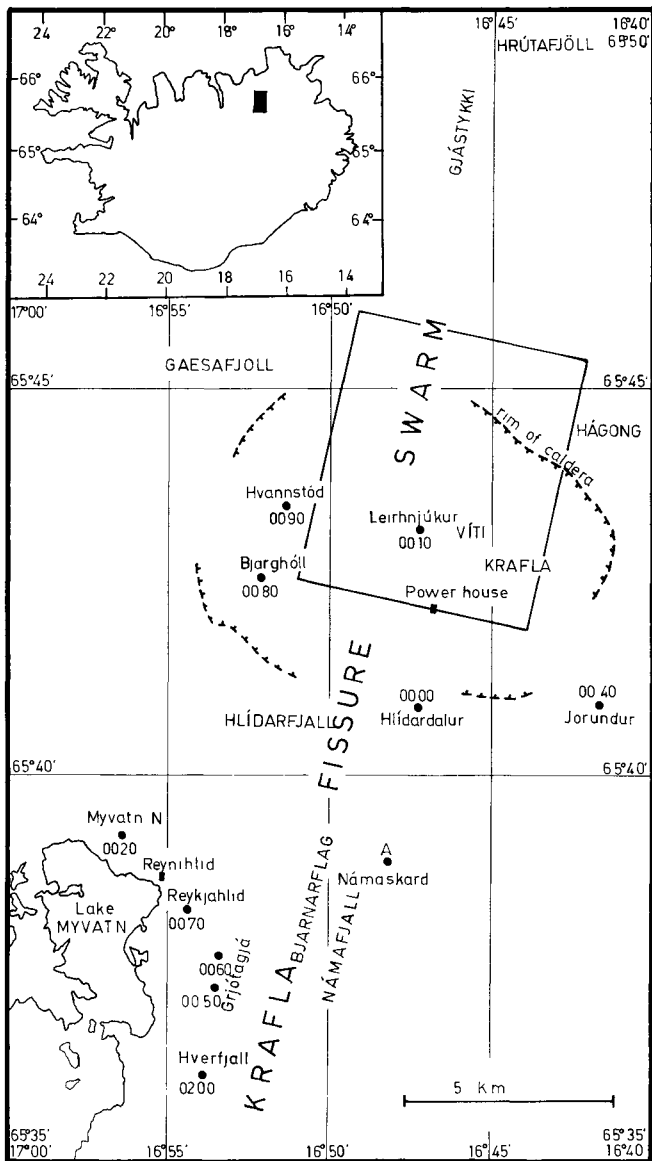 24 22 20 18 16 14
66°
65°
64°
66°
65°
64°
24 22 20 18 16 14
16°45'
16°40'
HRÚTAFJÖLL 65°50'
GJÁSTYKKI
17°00'
16°55'
16°50'
GAESAFJOLL
65°45'
65°45'
SWARM
rim of caldera
HÁGONG
Hvannstód
0090
Leirhnjúkur
0010
VÍTI
Bjarghóll
0080
KRAFLA
Power house
FISSURE
0000
Hlídardalur
0040
Jorundur
HLÍDARFJALL
65°40'
65°40'
Myvatn N
0020
Reynihlid
Reykjahlid
0070
Lake
MYVATN
A
Námaskard
BJARNARFLAG
NÁMAFJALL
0060
Grjótagjá
0050
KRAFLA
Hverfjall
0200
5 Km
65°35'
17°00'
16°55'
16°50'
16°45'
65°35'
16°40'